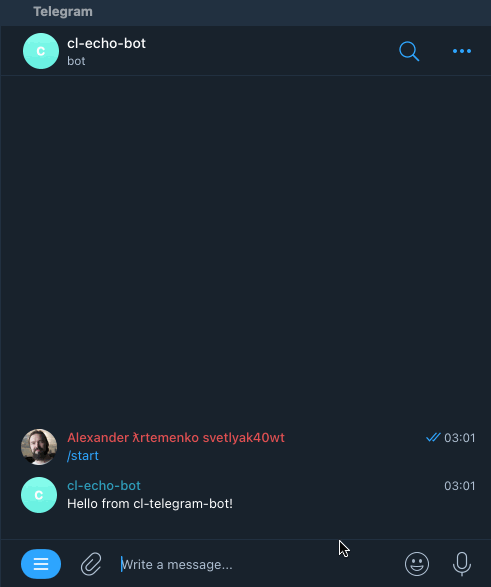 Telegram
C
cl-echo-bot
bot
Alexander ƛrtemenko svetlyak40wt
03:01
/start
C
cl-echo-bot
03:01
Hello from cl-telegram-bot!
Write a message...